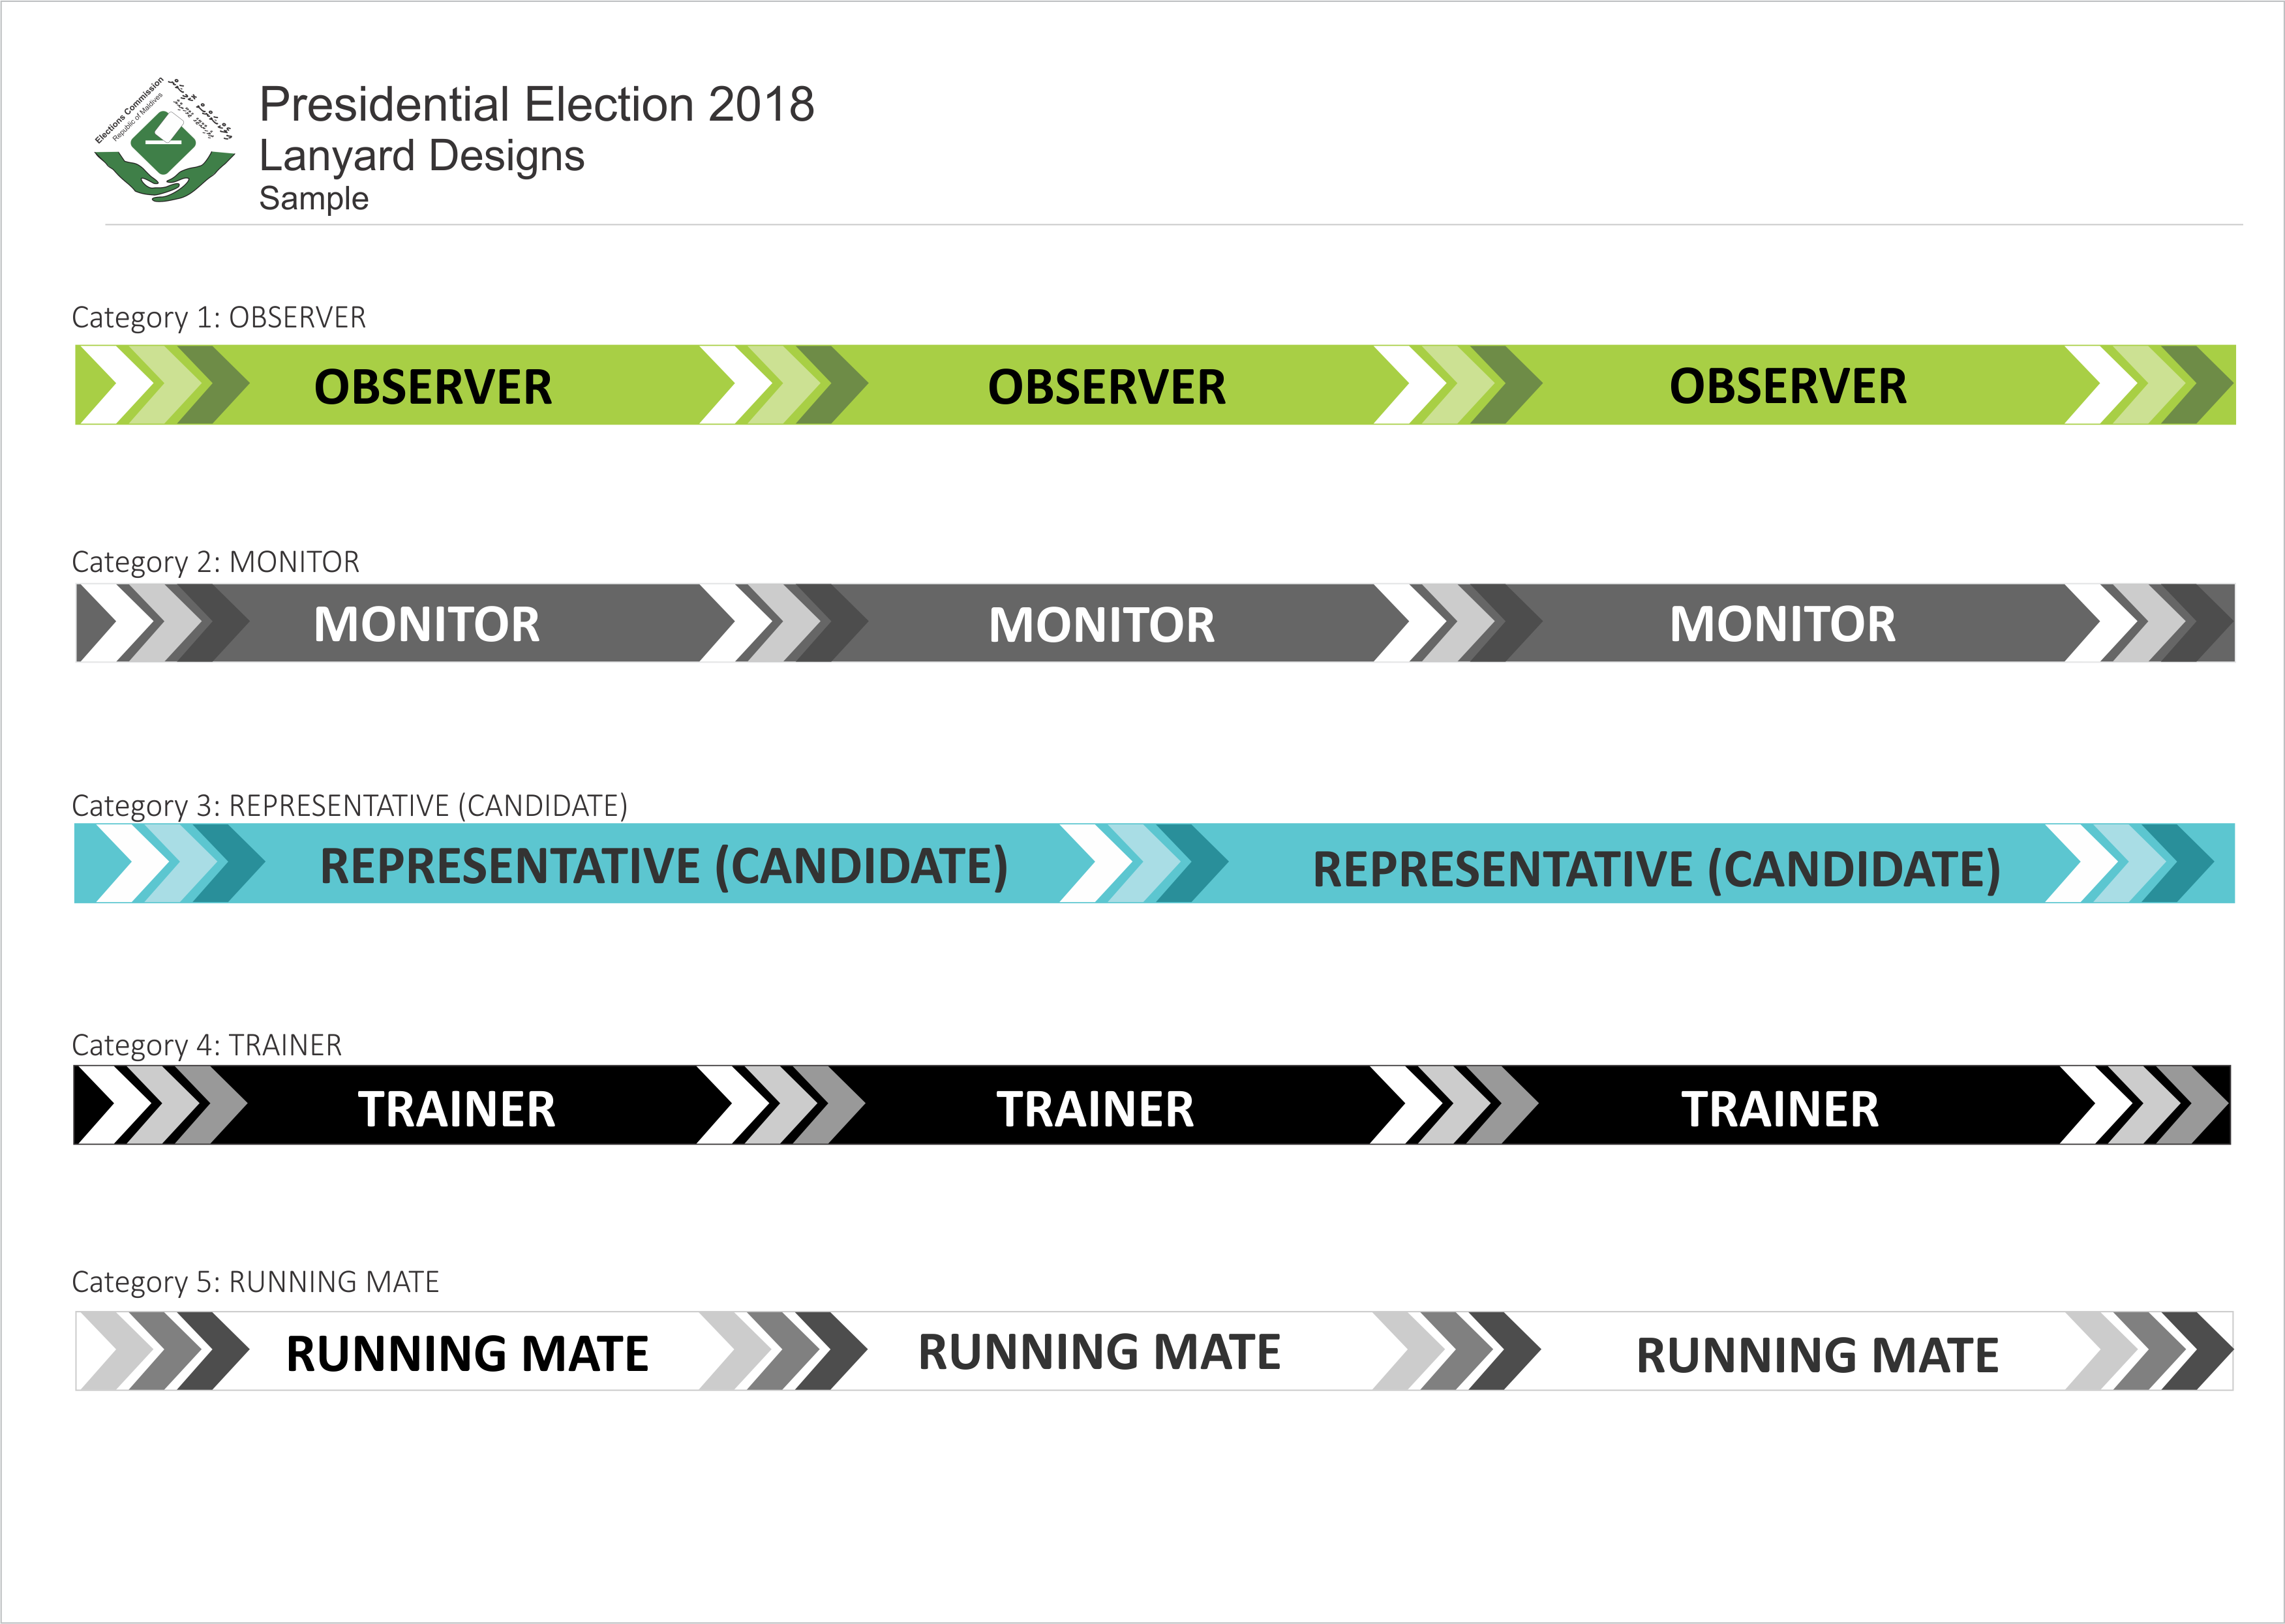 Elections Commission
Republic of Maldives
Presidential Election 2018
Lanyard Designs
Sample
Category 1: OBSERVER
OBSERVER OBSERVER OBSERVER
Category 2: MONITOR
MONITOR MONITOR MONITOR
Category 3: REPRESENTATIVE (CANDIDATE)
REPRESENTATIVE (CANDIDATE) REPRESENTATIVE (CANDIDATE)
Category 4: TRAINER
TRAINER TRAINER TRAINER
Category 5: RUNNING MATE
RUNNING MATE RUNNING MATE RUNNING MATE